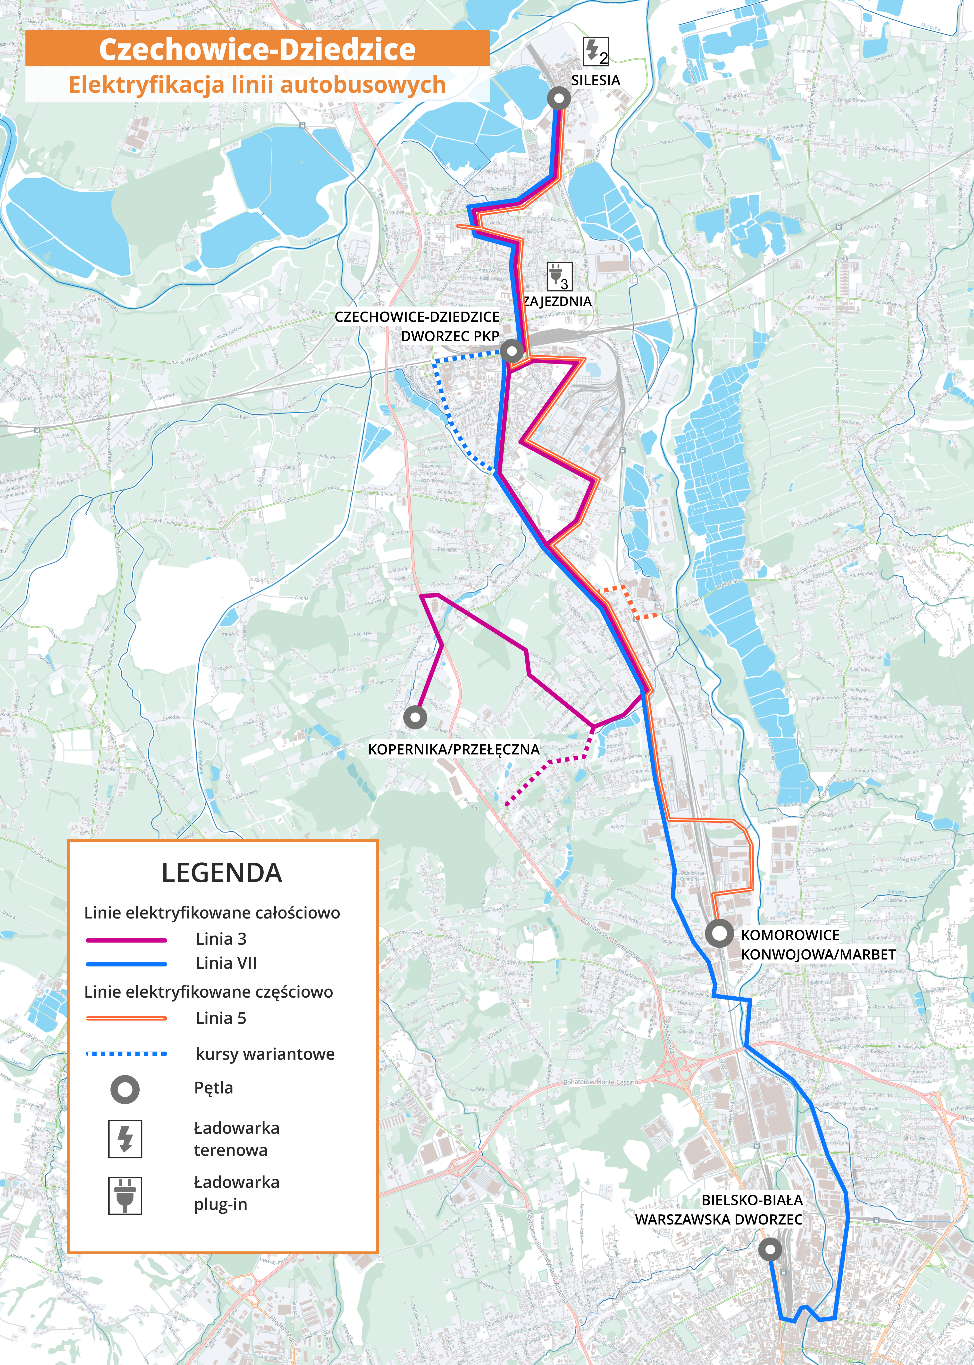 Czechowice-Dziedzice
Elektryfikacja linii autobusowych
2
SILESIA
3
ZAJEZDNIA
CZECHOWICE-DZIEDZICE
DWORZEC PKP
KOPERNIKA/PRZEŁĘCZNA
KOMOROWICE
KONWOJOWA/MARBET
BIELSKO-BIAŁA
WARSZAWSKA DWORZEC
LEGENDA
Linie elektryfikowane całościowo
Linia 3
Linia VII
Linie elektryfikowane częściowo
Linia 5
kursy wariantowe
Pętla
Ładowarka
terenowa
Ładowarka
plug-in